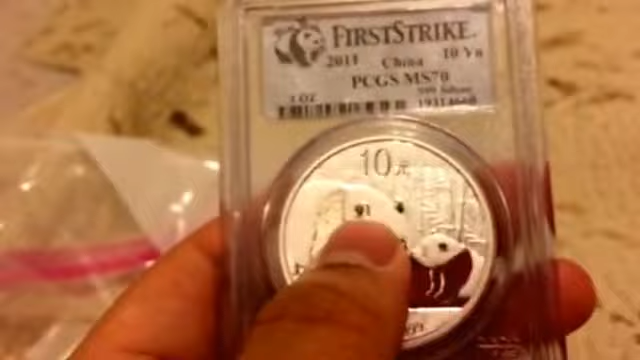 FIRSTSTRIKE.
2011 China 10 Yn
PCGS MS70
1 OZ 999 Silver
10元